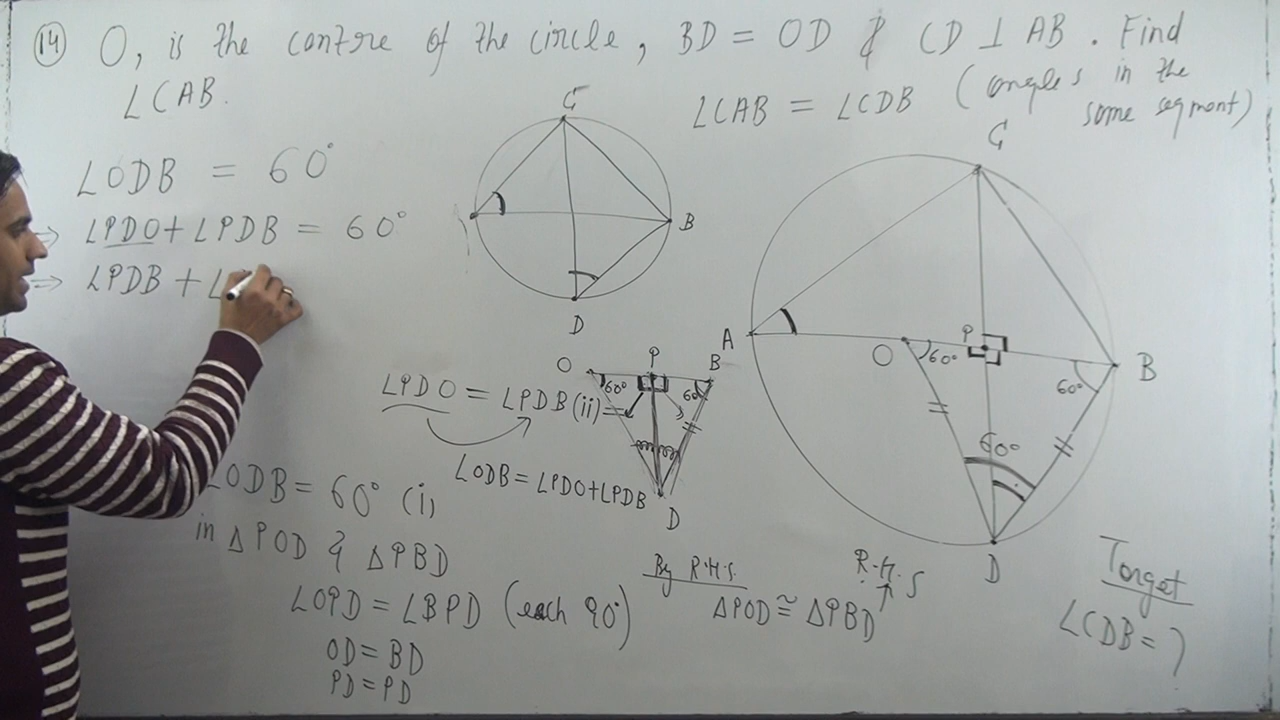 (14) O, is the centre of the circle, BD = OD & CD ⊥ AB. Find
∠CAB.
∠CAB = ∠CDB (angles in the
same segment)
∠ODB = 60°
⇒ ∠PDO + ∠PDB = 60°
⇒ ∠PDB + ∠
C
B
D
O P B
60° 60°
D
∠PDO = ∠PDB (ii)
∠ODB = ∠PDO + ∠PDB
∠ODB = 60° (i)
in ΔPOD & ΔPBD
∠OPD = ∠BPD (each 90°)
OD = BD
PD = PD
By R.H.S.
ΔPOD ≅ ΔPBD
R.H.S
C
A
O
P
B
60°
60°
60°
D
Target
∠CDB = ?